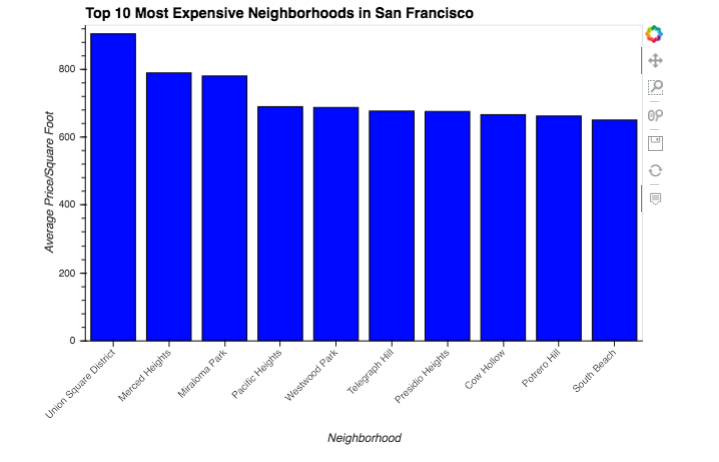 Top 10 Most Expensive Neighborhoods in San Francisco
Average Price/Square Foot
800
600
400
200
0
Union Square District
Merced Heights
Miraloma Park
Pacific Heights
Westwood Park
Telegraph Hill
Presidio Heights
Cow Hollow
Potrero Hill
South Beach
Neighborhood